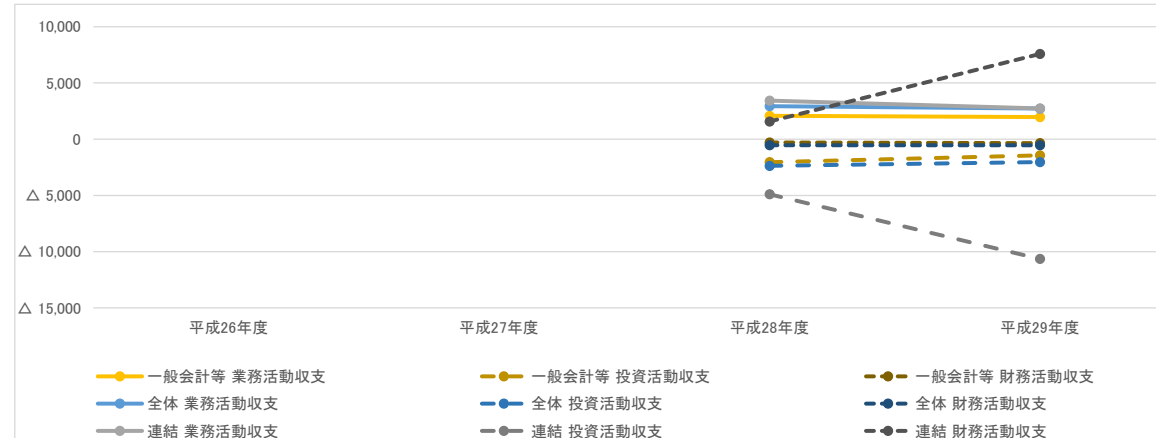 10,000
5,000
0
△ 5,000
△ 10,000
△ 15,000
平成26年度 平成27年度 平成28年度 平成29年度
一般会計等 業務活動収支 一般会計等 投資活動収支 一般会計等 財務活動収支
全体 業務活動収支 全体 投資活動収支 全体 財務活動収支
連結 業務活動収支 連結 投資活動収支 連結 財務活動収支